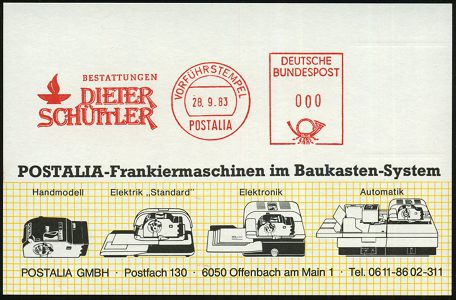 BESTATTUNGEN
DIETER
SCHÜTTLER
VORFÜHRSTEMPEL
28.9.83
POSTALIA
DEUTSCHE
BUNDESPOST
000
POSTALIA-Frankiermaschinen im Baukasten-System
Handmodell Elektrik „Standard" Elektronik Automatik
POSTALIA GMBH · Postfach 130 · 6050 Offenbach am Main 1 · Tel. 0611-86 02-311